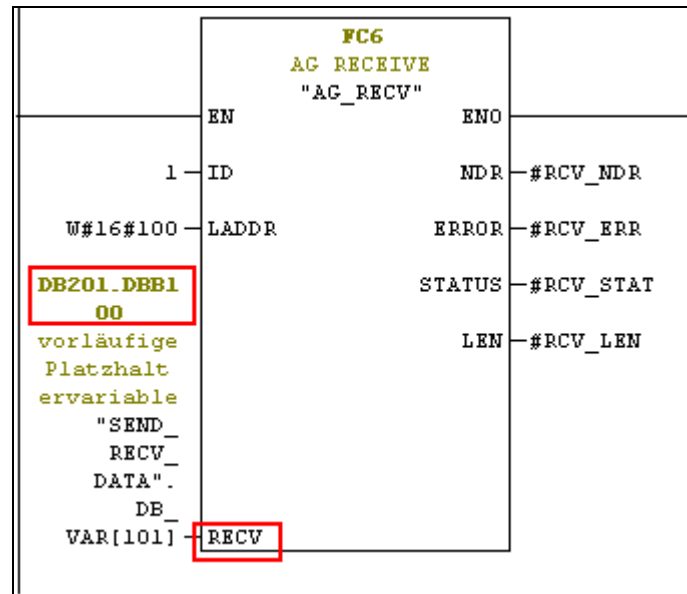 FC6
AG RECEIVE
"AG_RECV"
EN ENO
1 ID NDR #RCV_NDR
W#16#100 LADDR ERROR #RCV_ERR
DB201.DBB1 STATUS #RCV_STAT
00
vorläufige LEN #RCV_LEN
Platzhalt
ervariable
"SEND_
RECV_
DATA".
DB_
VAR[101] RECV